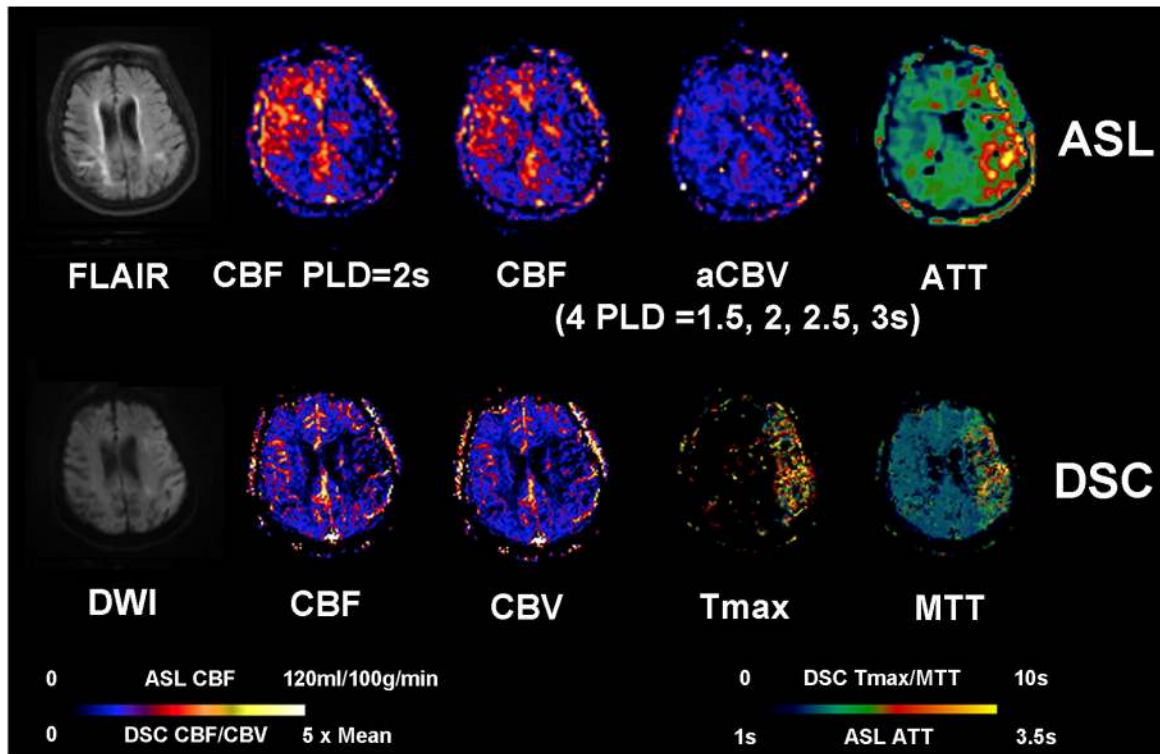 ASL
FLAIR CBF PLD=2s CBF aCBV ATT
(4 PLD =1.5, 2, 2.5, 3s)
DSC
DWI CBF CBV Tmax MTT
0 ASL CBF 120ml/100g/min
0 DSC CBF/CBV 5 x Mean
0 DSC Tmax/MTT 10s
1s ASL ATT 3.5s